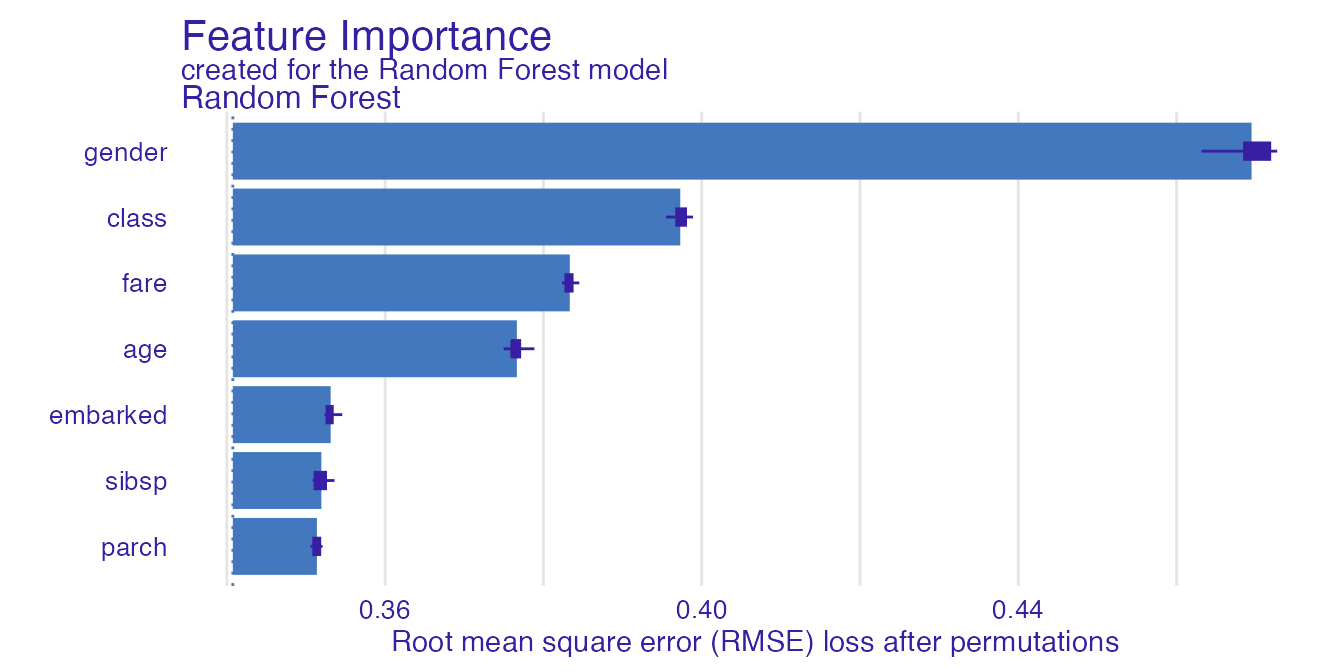 Feature Importance
created for the Random Forest model
Random Forest
gender
class
fare
age
embarked
sibsp
parch
0.36 0.40 0.44
Root mean square error (RMSE) loss after permutations